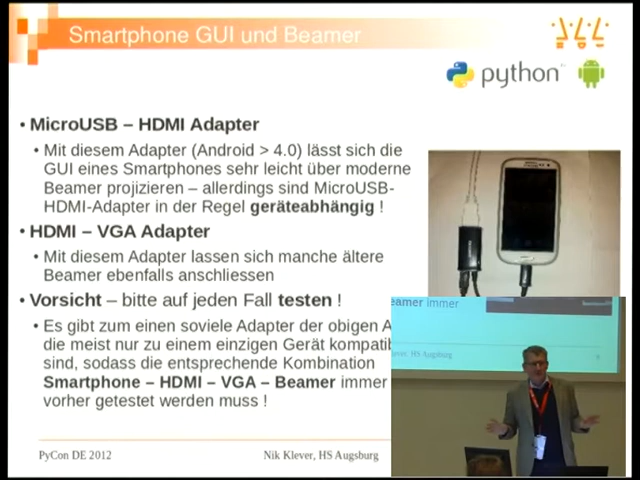 Smartphone GUI und Beamer
python
• MicroUSB – HDMI Adapter
• Mit diesem Adapter (Android > 4.0) lässt sich die
GUI eines Smartphones sehr leicht über moderne
Beamer projizieren – allerdings sind MicroUSB-
HDMI-Adapter in der Regel geräteabhängig !
• HDMI – VGA Adapter
• Mit diesem Adapter lassen sich manche ältere
Beamer ebenfalls anschliessen
• Vorsicht – bitte auf jeden Fall testen !
• Es gibt zum einen soviele Adapter der obigen A
die meist nur zu einem einzigen Gerät kompatib
sind, sodass die entsprechende Kombination
Smartphone – HDMI – VGA – Beamer immer
vorher getestet werden muss !
eamer immer
lever, HS Augsburg
PyCon DE 2012
Nik Klever, HS Augsburg